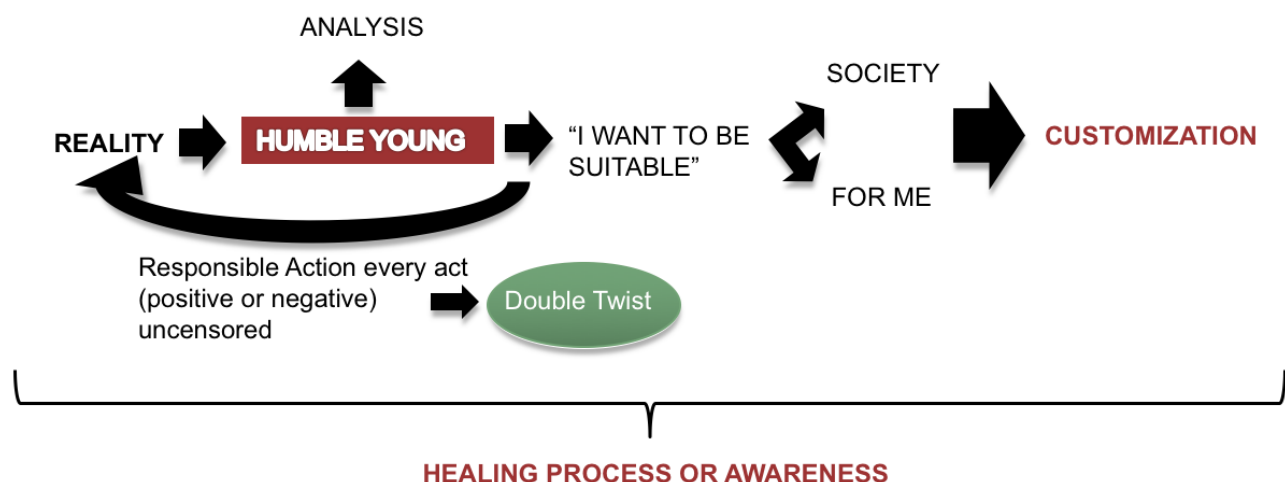 ANALYSIS
SOCIETY
REALITY
HUMBLE YOUNG
“I WANT TO BE
SUITABLE”
CUSTOMIZATION
FOR ME
Responsible Action every act
(positive or negative)
uncensored
Double Twist
HEALING PROCESS OR AWARENESS